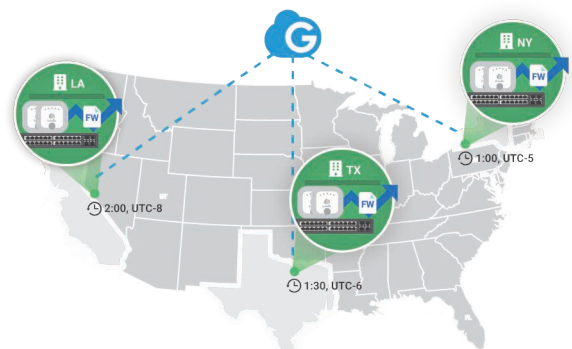 G
NY
FW
LA
FW
1:00, UTC-5
TX
FW
2:00, UTC-8
1:30, UTC-6